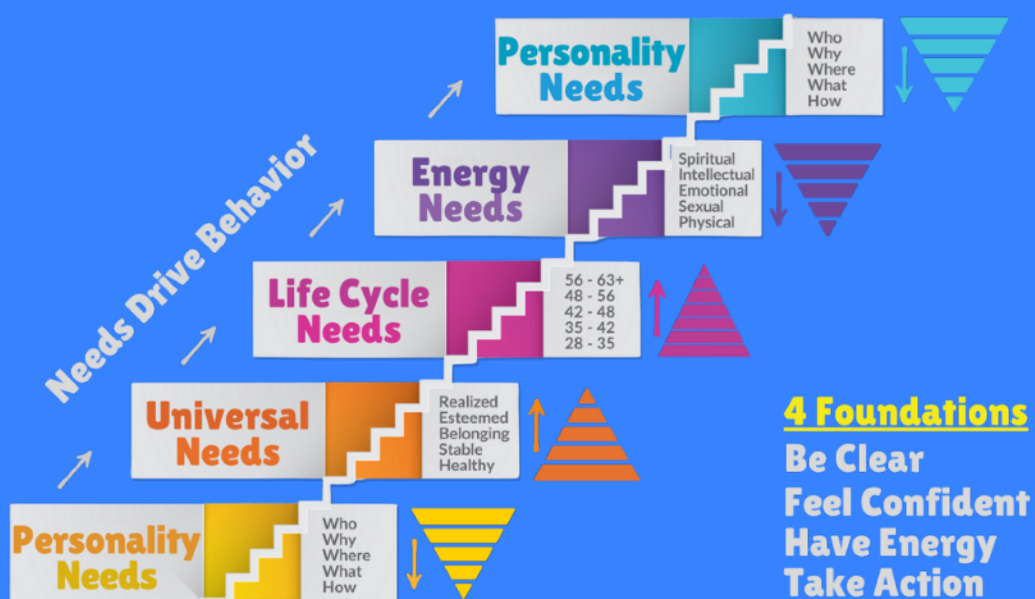 Personality
Needs
Who
Why
Where
What
How
Energy
Needs
Spiritual
Intellectual
Emotional
Sexual
Physical
Needs Drive Behavior
Life Cycle
Needs
56 - 63+
48 - 56
42 - 48
35 - 42
28 - 35
Universal
Needs
Realized
Esteemed
Belonging
Stable
Healthy
Personality
Needs
Who
Why
Where
What
How
4 Foundations
Be Clear
Feel Confident
Have Energy
Take Action